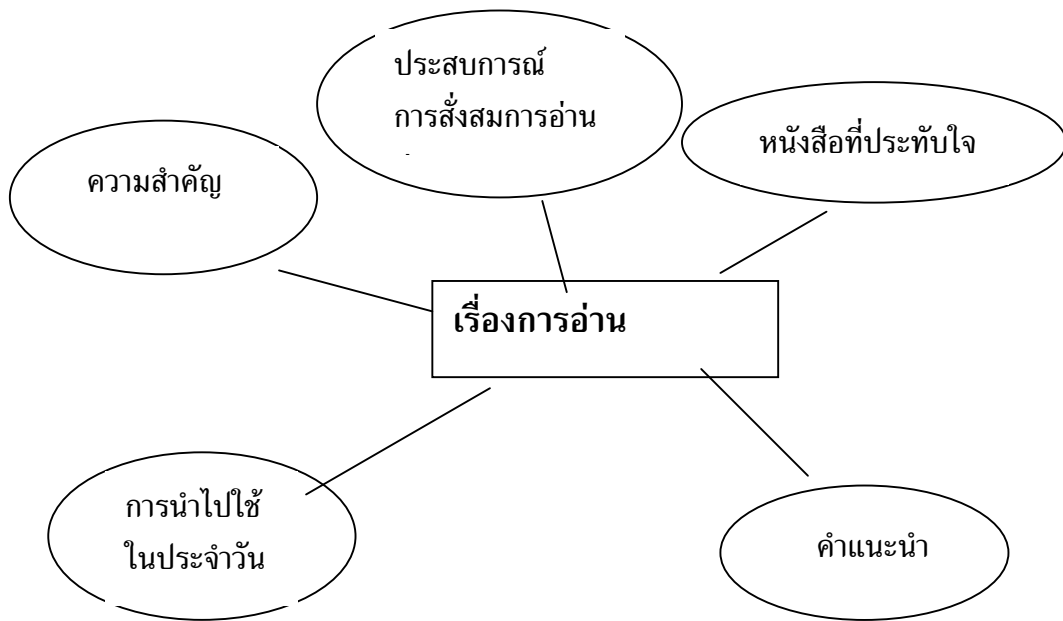 ประสบการณ์
การสั่งสมการอ่าน
หนังสือที่ประทับใจ
ความสำคัญ
เรื่องการอ่าน
การนำไปใช้
ในประจำวัน
คำแนะนำ